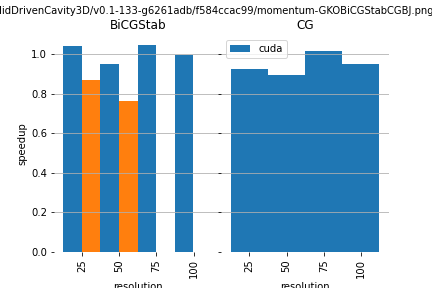 lidDrivenCavity3D/v0.1-133-g6261adb/f584ccac99/momentum-GKOBiCGStabCGBJ.png
BiCGStab
CG
cuda
speedup
1.0
0.8
0.6
0.4
0.2
0.0
25
50
75
100
25
50
75
100
resolution
resolution